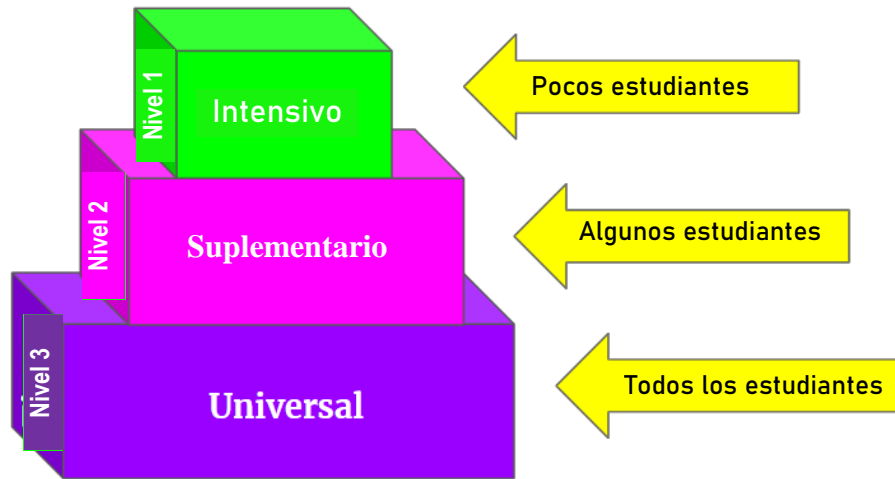 Nivel 1
Intensivo
Pocos estudiantes
Nivel 2
Suplementario
Algunos estudiantes
Nivel 3
Universal
Todos los estudiantes